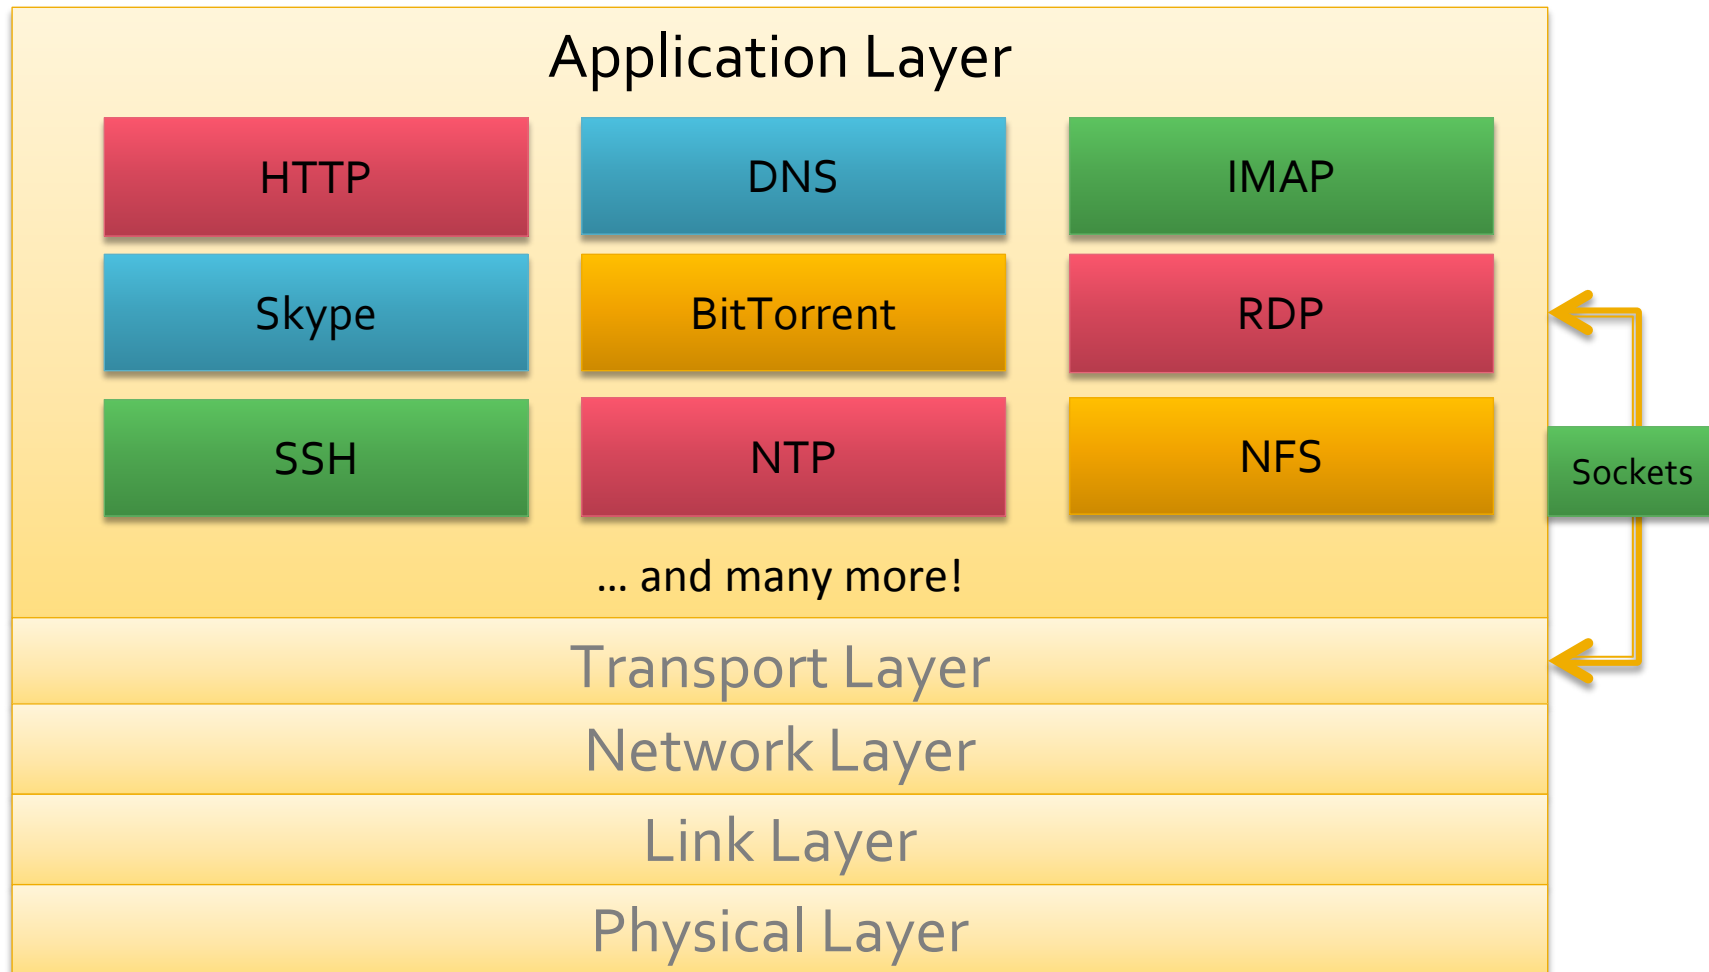 Application Layer
HTTP
DNS
IMAP
Skype
BitTorrent
RDP
SSH
NTP
NFS
Sockets
... and many more!
Transport Layer
Network Layer
Link Layer
Physical Layer